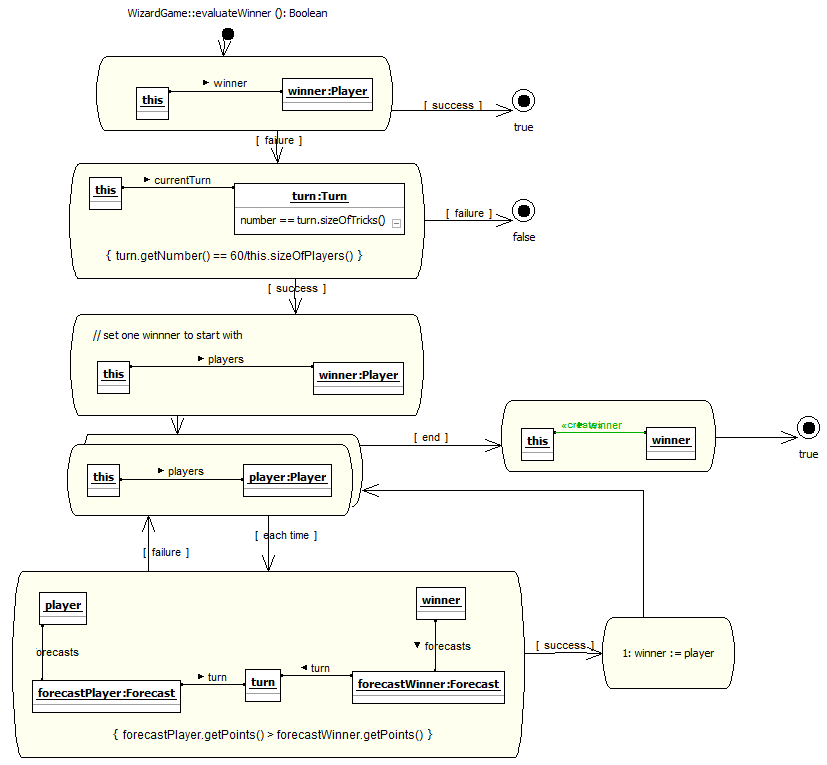 WizardGame::evaluateWinner (): Boolean
winner
this
winner:Player
[ success ]
true
[ failure ]
this
currentTurn
turn:Turn
number == turn.sizeOfTricks()
[ failure ]
false
{ turn.getNumber() == 60/this.sizeOfPlayers() }
[ success ]
// set one winnner to start with
players
this
winner:Player
[ end ]
«create»
winner
this
winner
true
this
players
player:Player
[ failure ]
[ each time ]
player
winner
orecasts
forecasts
[ success ]
1: winner := player
turn
turn
turn
forecastPlayer:Forecast
forecastWinner:Forecast
{ forecastPlayer.getPoints() > forecastWinner.getPoints() }